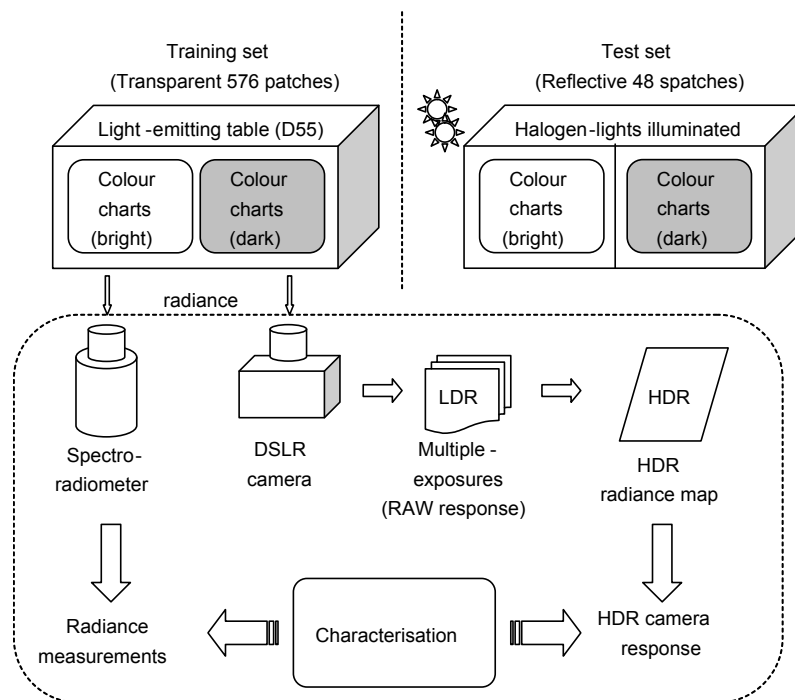 Training set
(Transparent 576 patches)
Test set
(Reflective 48 spatches)
Light -emitting table (D55)
Halogen-lights illuminated
Colour
charts
(bright)
Colour
charts
(dark)
Colour
charts
(bright)
Colour
charts
(dark)
radiance
LDR
HDR
Spectro-
radiometer
DSLR
camera
Multiple -
exposures
(RAW response)
HDR
radiance map
Radiance
measurements
Characterisation
HDR camera
response